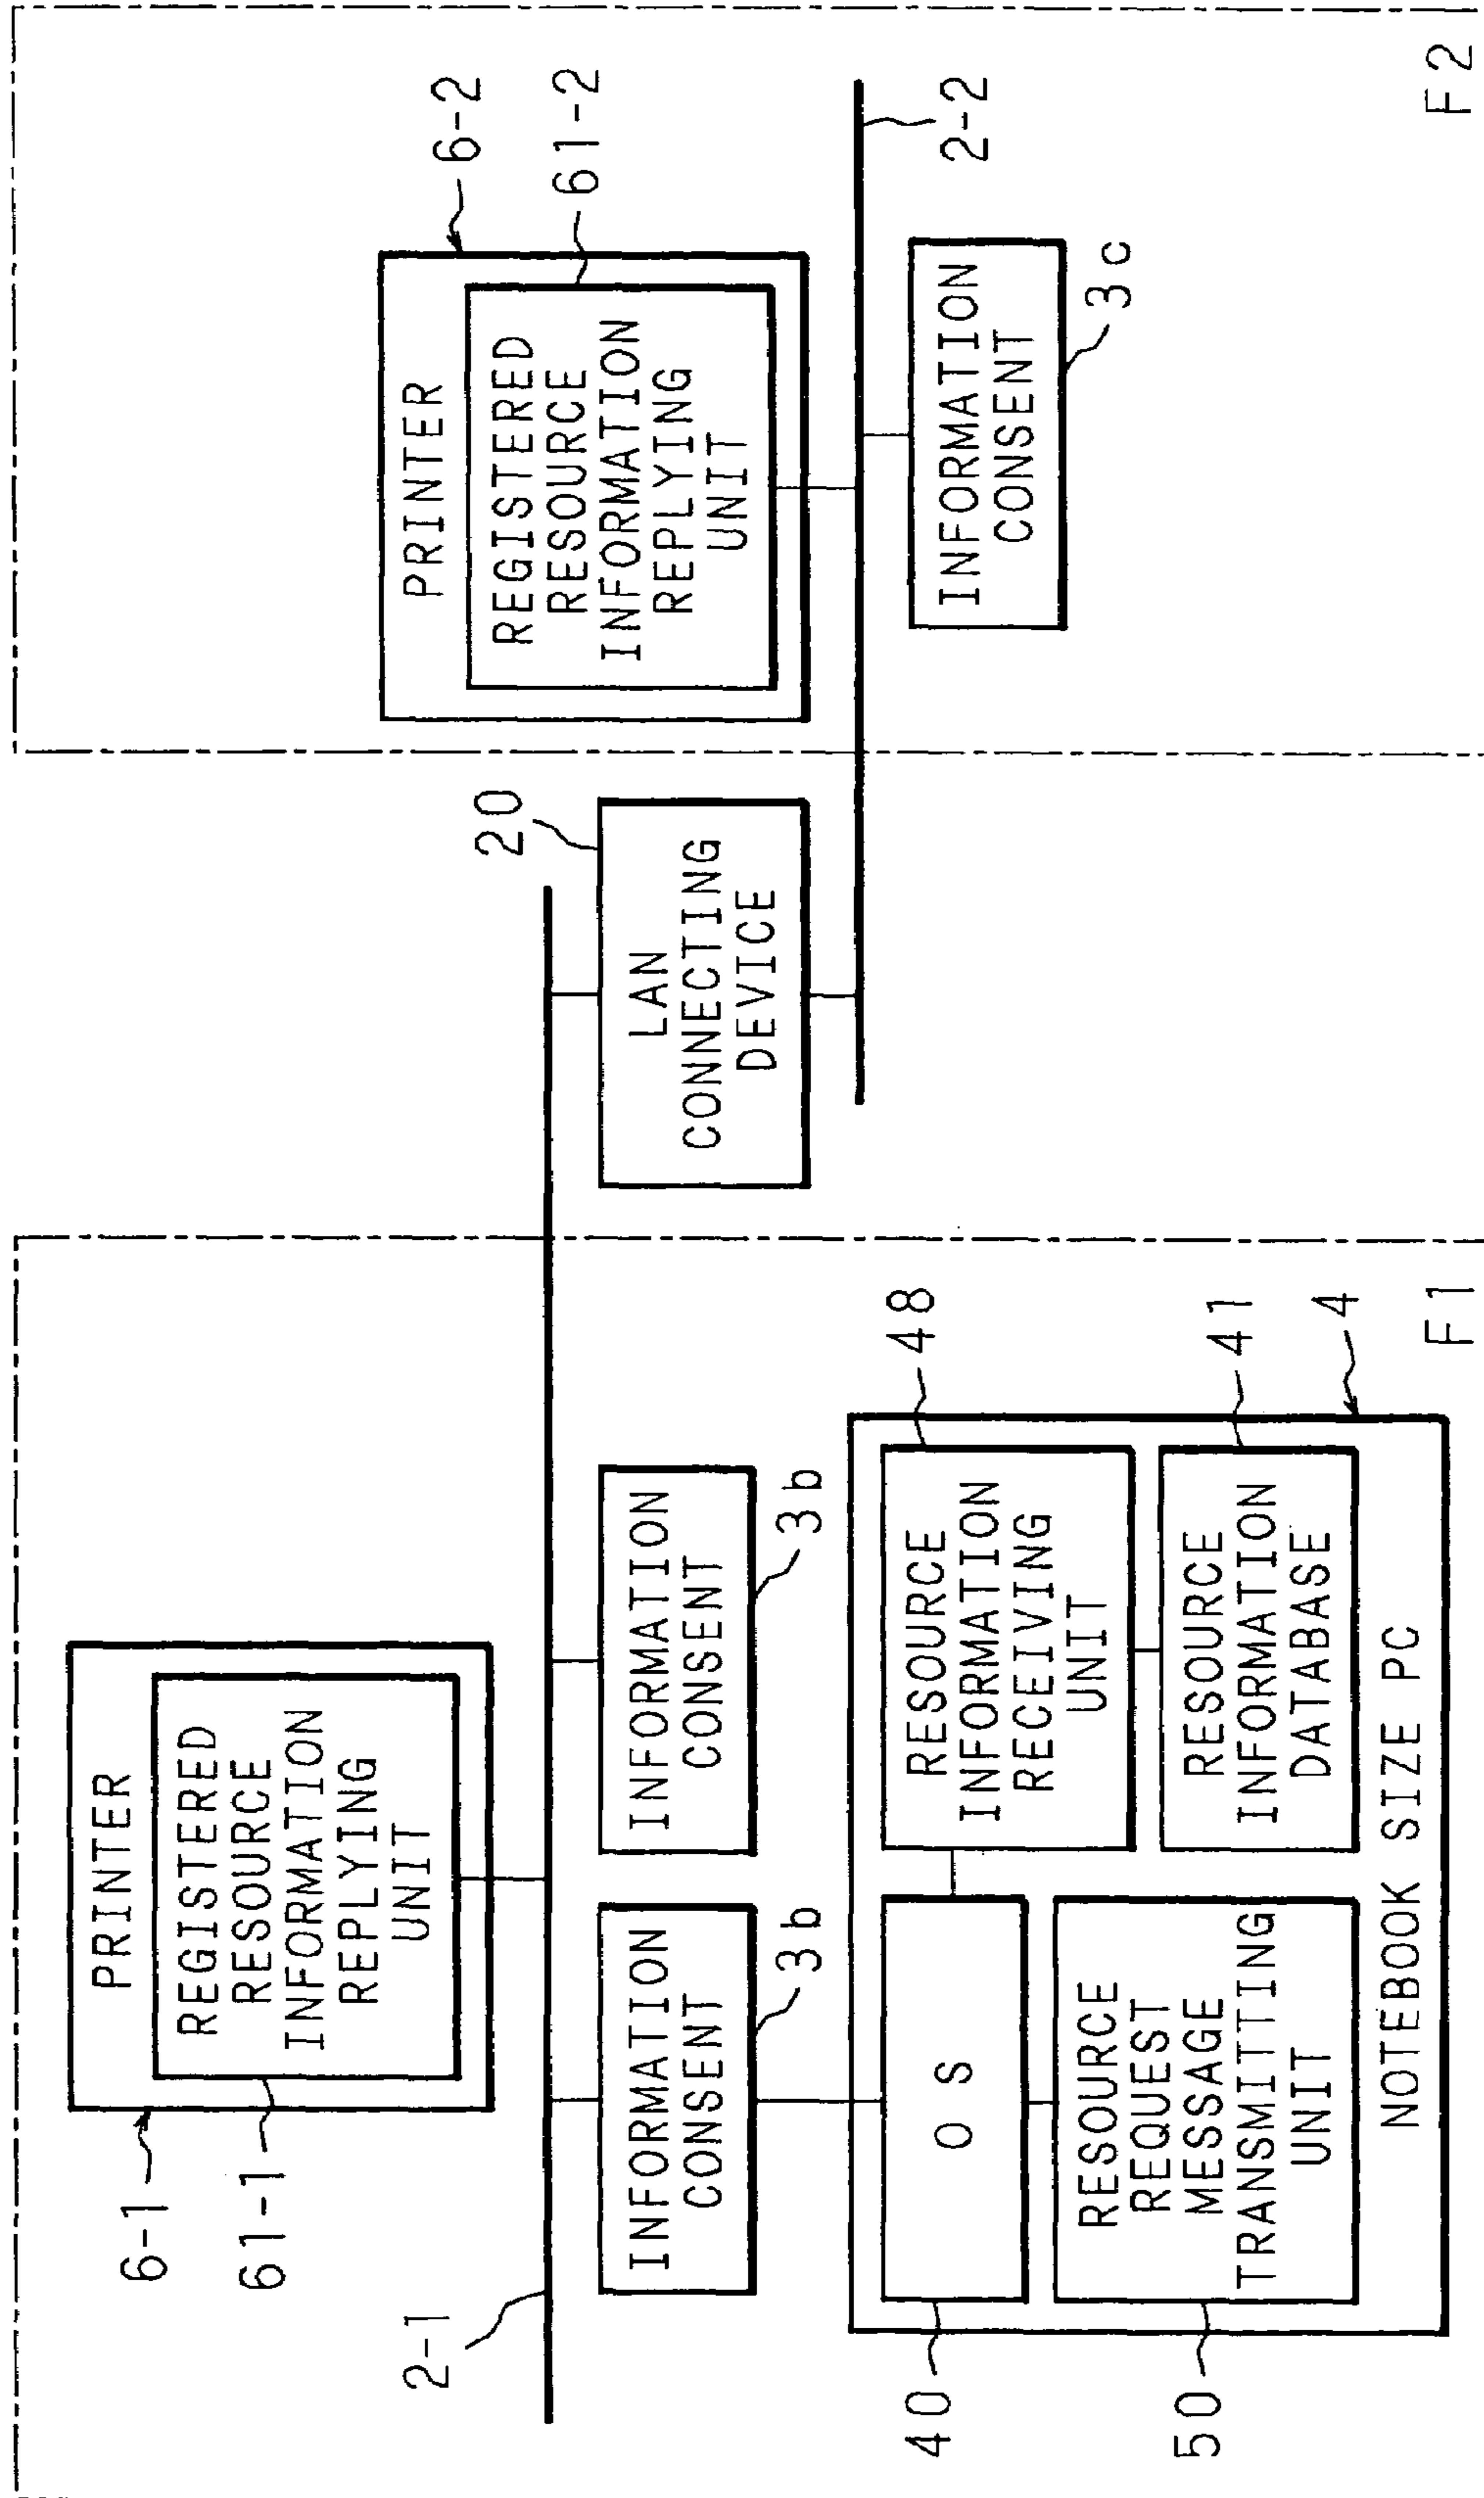 6-1
PRINTER
61-1
REGISTERED
RESOURCE
INFORMATION
REPLYING
UNIT
2-1
INFORMATION
CONSENT
3b
INFORMATION
CONSENT
3b
40
O S
50
RESOURCE
REQUEST
MESSAGE
TRANSMITTING
UNIT
RESOURCE
INFORMATION
RECEIVING
UNIT
48
RESOURCE
INFORMATION
DATABASE
41
4
NOTEBOOK SIZE PC
F1
20
LAN
CONNECTING
DEVICE
6-2
PRINTER
61-2
REGISTERED
RESOURCE
INFORMATION
REPLYING
UNIT
2-2
INFORMATION
CONSENT
3c
F2